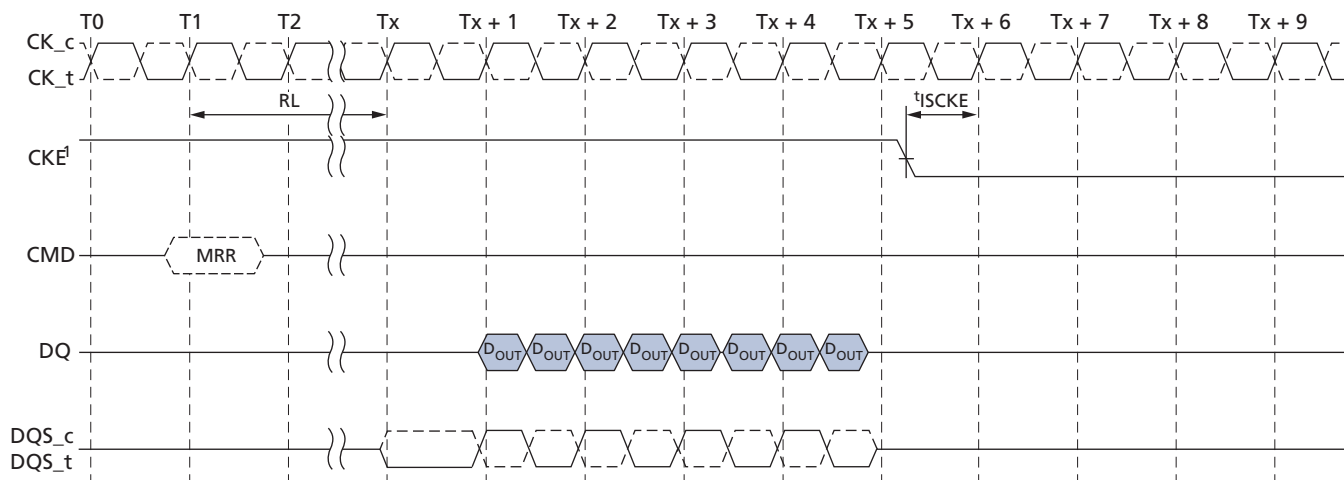 T0 T1 T2 Tx Tx + 1 Tx + 2 Tx + 3 Tx + 4 Tx + 5 Tx + 6 Tx + 7 Tx + 8 Tx + 9
CK_c
CK_t
RL tISCKE
CKE1
CMD MRR
DQ DOUT DOUT DOUT DOUT DOUT DOUT DOUT DOUT
DQS_c
DQS_t